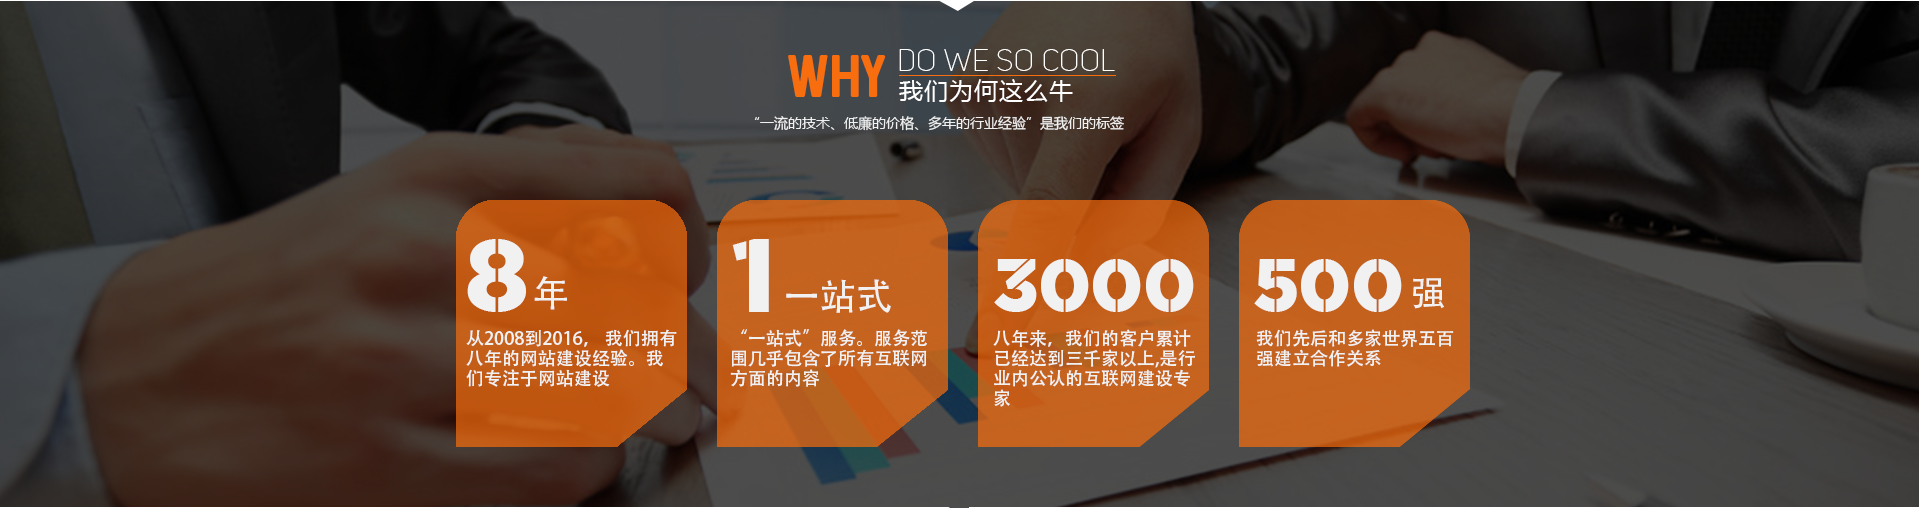 WHY DO WE SO COOL
我们为何这么牛
“一流的技术、低廉的价格、多年的行业经验”是我们的标签
8年
从2008到2016， 我们拥有
八年的网站建设经验。我
们专注于网站建设
1一站式
“一站式”服务。服务范
围几乎包含了所有互联网
方面的内容
3000
八年来，我们的客户累计
已经达到三千家以上,是行
业内公认的互联网建设专
家
500强
我们先后和多家世界五百
强建立合作关系